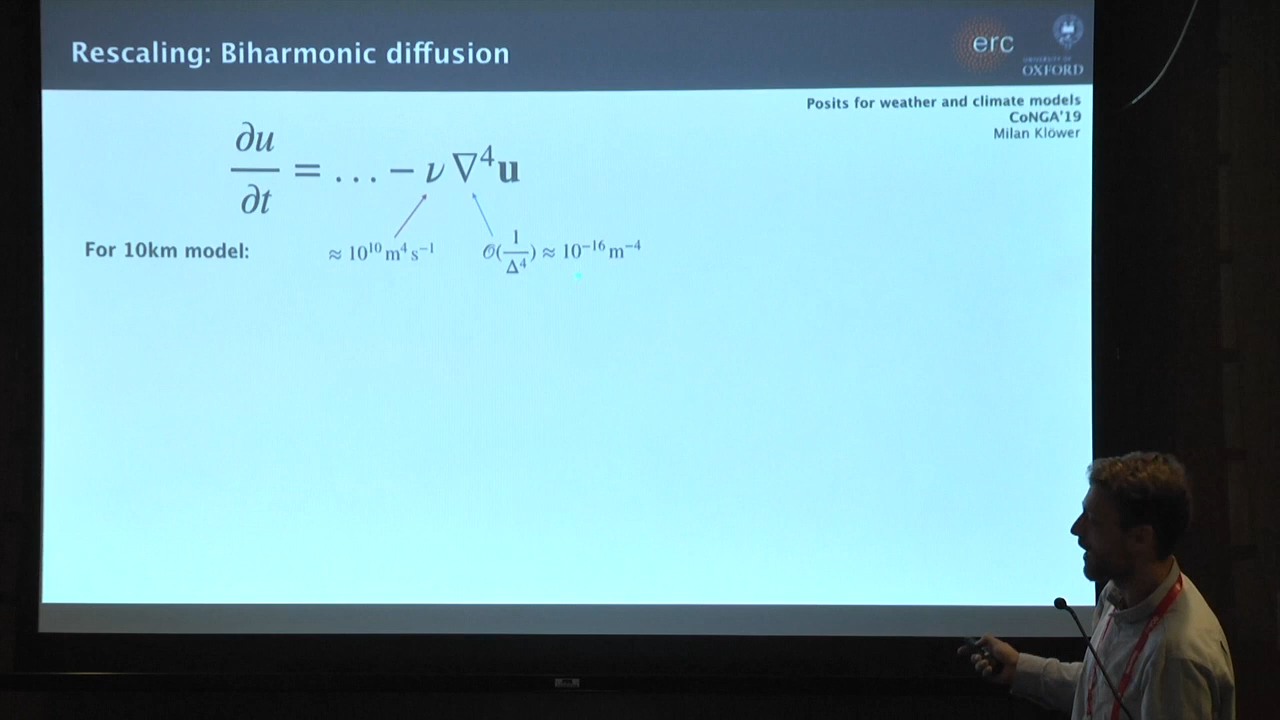 Rescaling: Biharmonic diffusion
erc
UNIVERSITY OF
OXFORD
Posits for weather and climate models
CoNGA'19
Milan Klöwer
∂u/∂t = … − ν ∇⁴u
For 10km model:
≈ 10¹⁰ m⁴ s⁻¹
𝒪(1/Δ⁴) ≈ 10⁻¹⁶ m⁻⁴